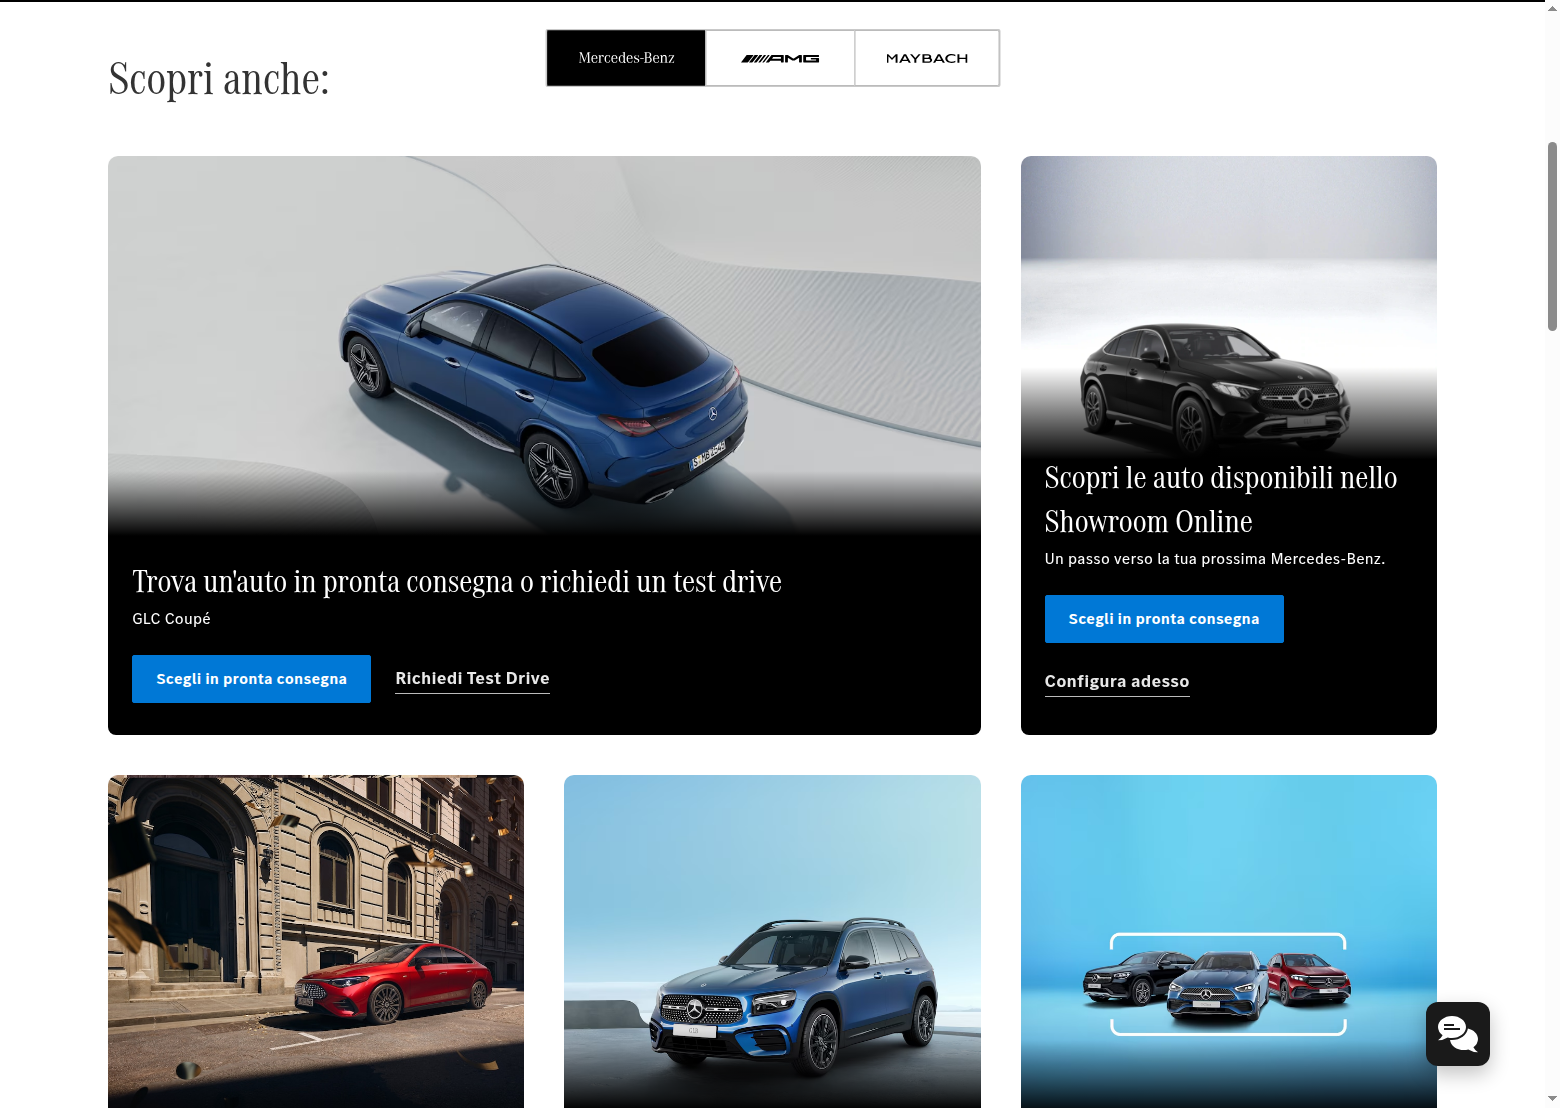 Scopri anche:
Mercedes-Benz
AMG
MAYBACH
Trova un'auto in pronta consegna o richiedi un test drive
GLC Coupé
Scegli in pronta consegna
Richiedi Test Drive
Scopri le auto disponibili nello
Showroom Online
Un passo verso la tua prossima Mercedes-Benz.
Scegli in pronta consegna
Configura adesso